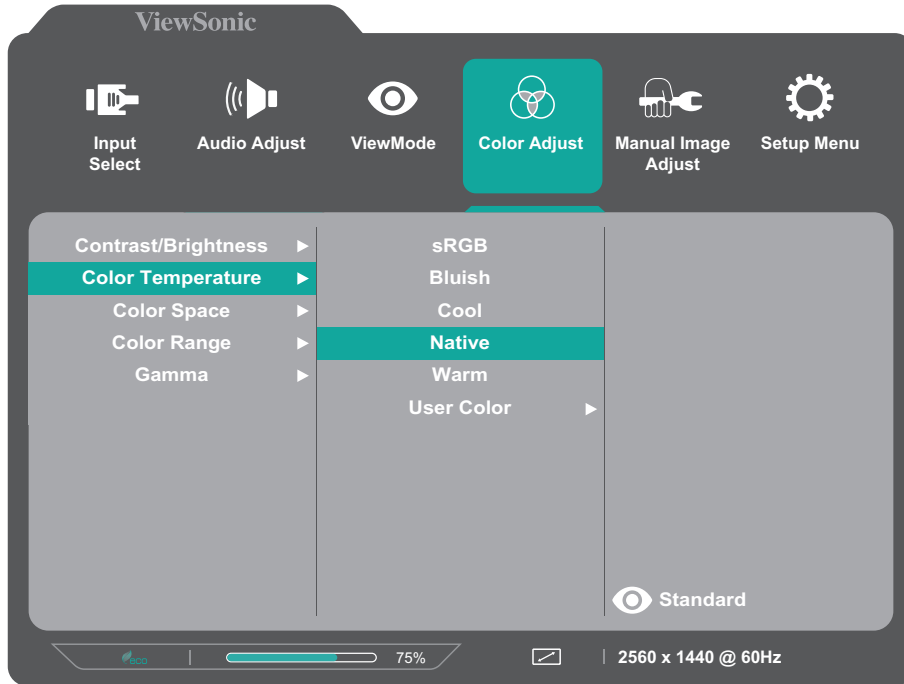 ViewSonic
Input
Select
Audio Adjust
ViewMode
Color Adjust
Manual Image
Adjust
Setup Menu
Contrast/Brightness
Color Temperature
Color Space
Color Range
Gamma
sRGB
Bluish
Cool
Native
Warm
User Color
Standard
eco
75%
2560 x 1440 @ 60Hz